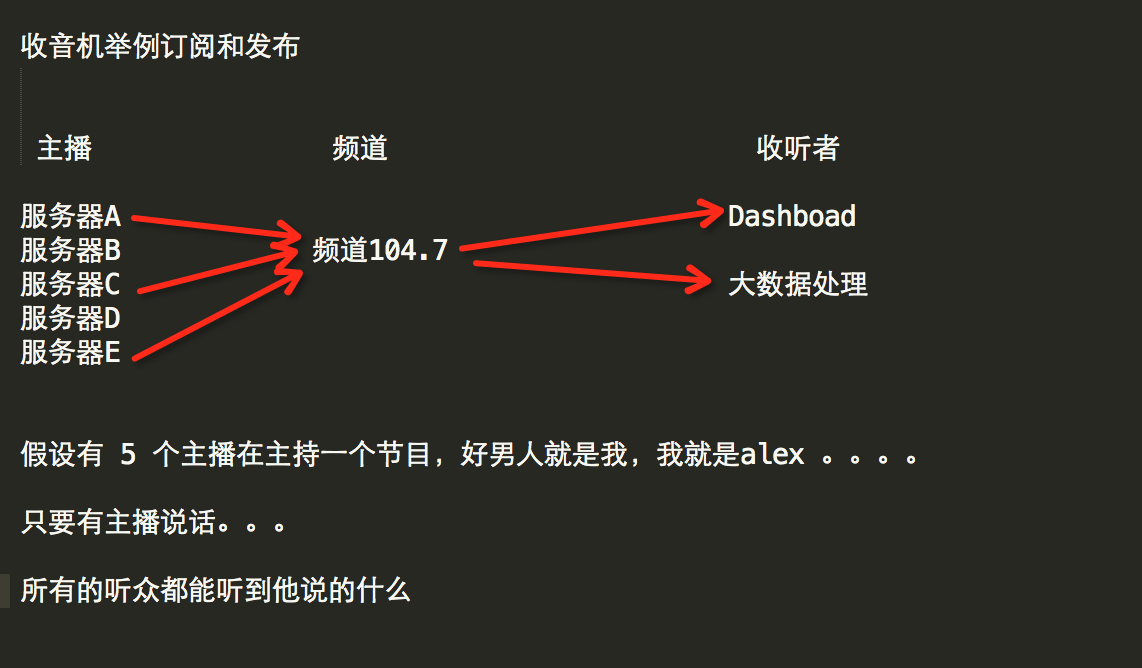 收音机举例订阅和发布
主播 频道 收听者
服务器A Dashboad
服务器B 频道104.7
服务器C 大数据处理
服务器D
服务器E
假设有 5 个主播在主持一个节目，好男人就是我，我就是alex 。。。。
只要有主播说话。。。
所有的听众都能听到他说的什么